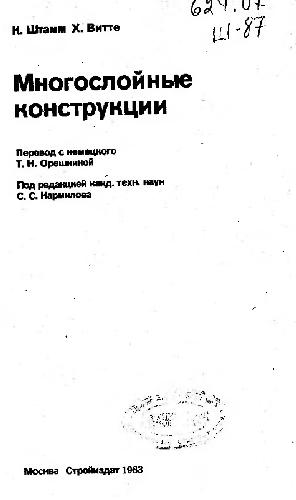 624.07
Ш-87
К. Штамм Х. Витте
Многослойные
конструкции
Перевод с немецкого
Т. Н. Орешкиной
Под редакцией канд. техн. наук
С. С. Кармилова
Москва Стройиздат 1983